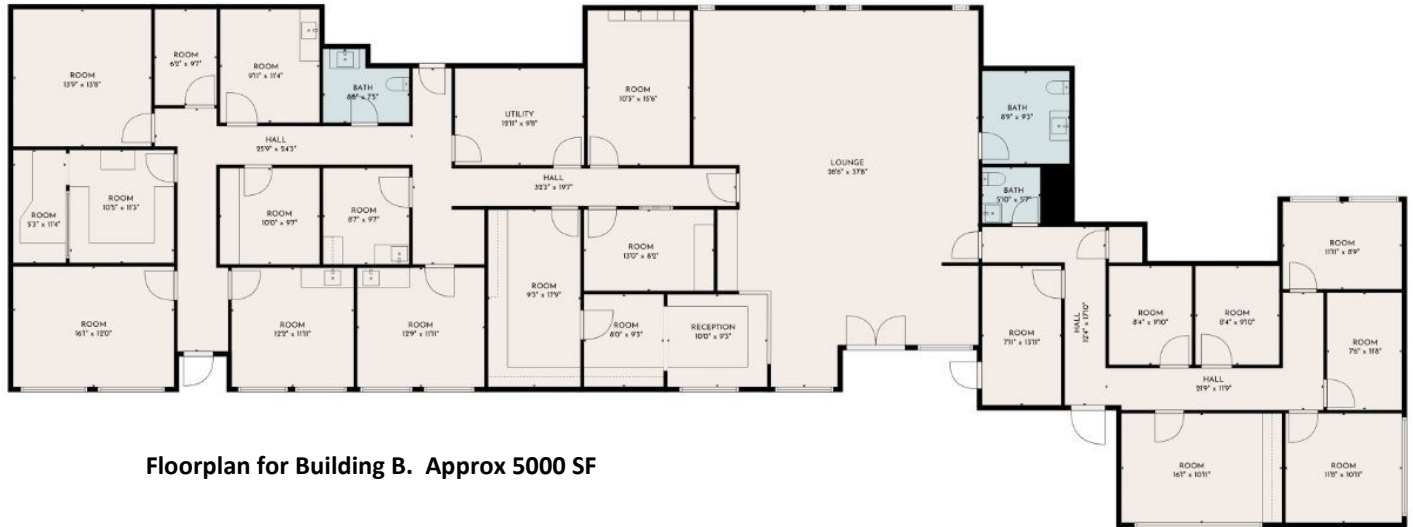 ROOM
13'9" x 13'8"
ROOM
6'2" x 9'7"
ROOM
9'11" x 11'4"
BATH
8'8" x 7'5"
UTILITY
12'11" x 9'8"
ROOM
10'3" x 15'6"
LOUNGE
28'6" x 37'8"
BATH
8'9" x 9'3"
HALL
25'9" x 24'3"
HALL
32'3" x 19'7"
BATH
5'10" x 5'7"
ROOM
5'3" x 11'4"
ROOM
10'5" x 11'3"
ROOM
10'0" x 9'7"
ROOM
8'7" x 9'7"
ROOM
13'0" x 8'2"
ROOM
9'3" x 17'9"
ROOM
16'1" x 12'0"
ROOM
12'2" x 11'11"
ROOM
12'9" x 11'11"
ROOM
8'0" x 9'3"
RECEPTION
10'0" x 9'3"
ROOM
7'11" x 13'11"
HALL
12'4" x 17'10"
ROOM
8'4" x 9'10"
ROOM
8'4" x 9'10"
ROOM
11'11" x 8'9"
ROOM
7'6" x 11'8"
HALL
21'9" x 11'9"
ROOM
16'1" x 10'11"
ROOM
11'8" x 10'11"
Floorplan for Building B. Approx 5000 SF